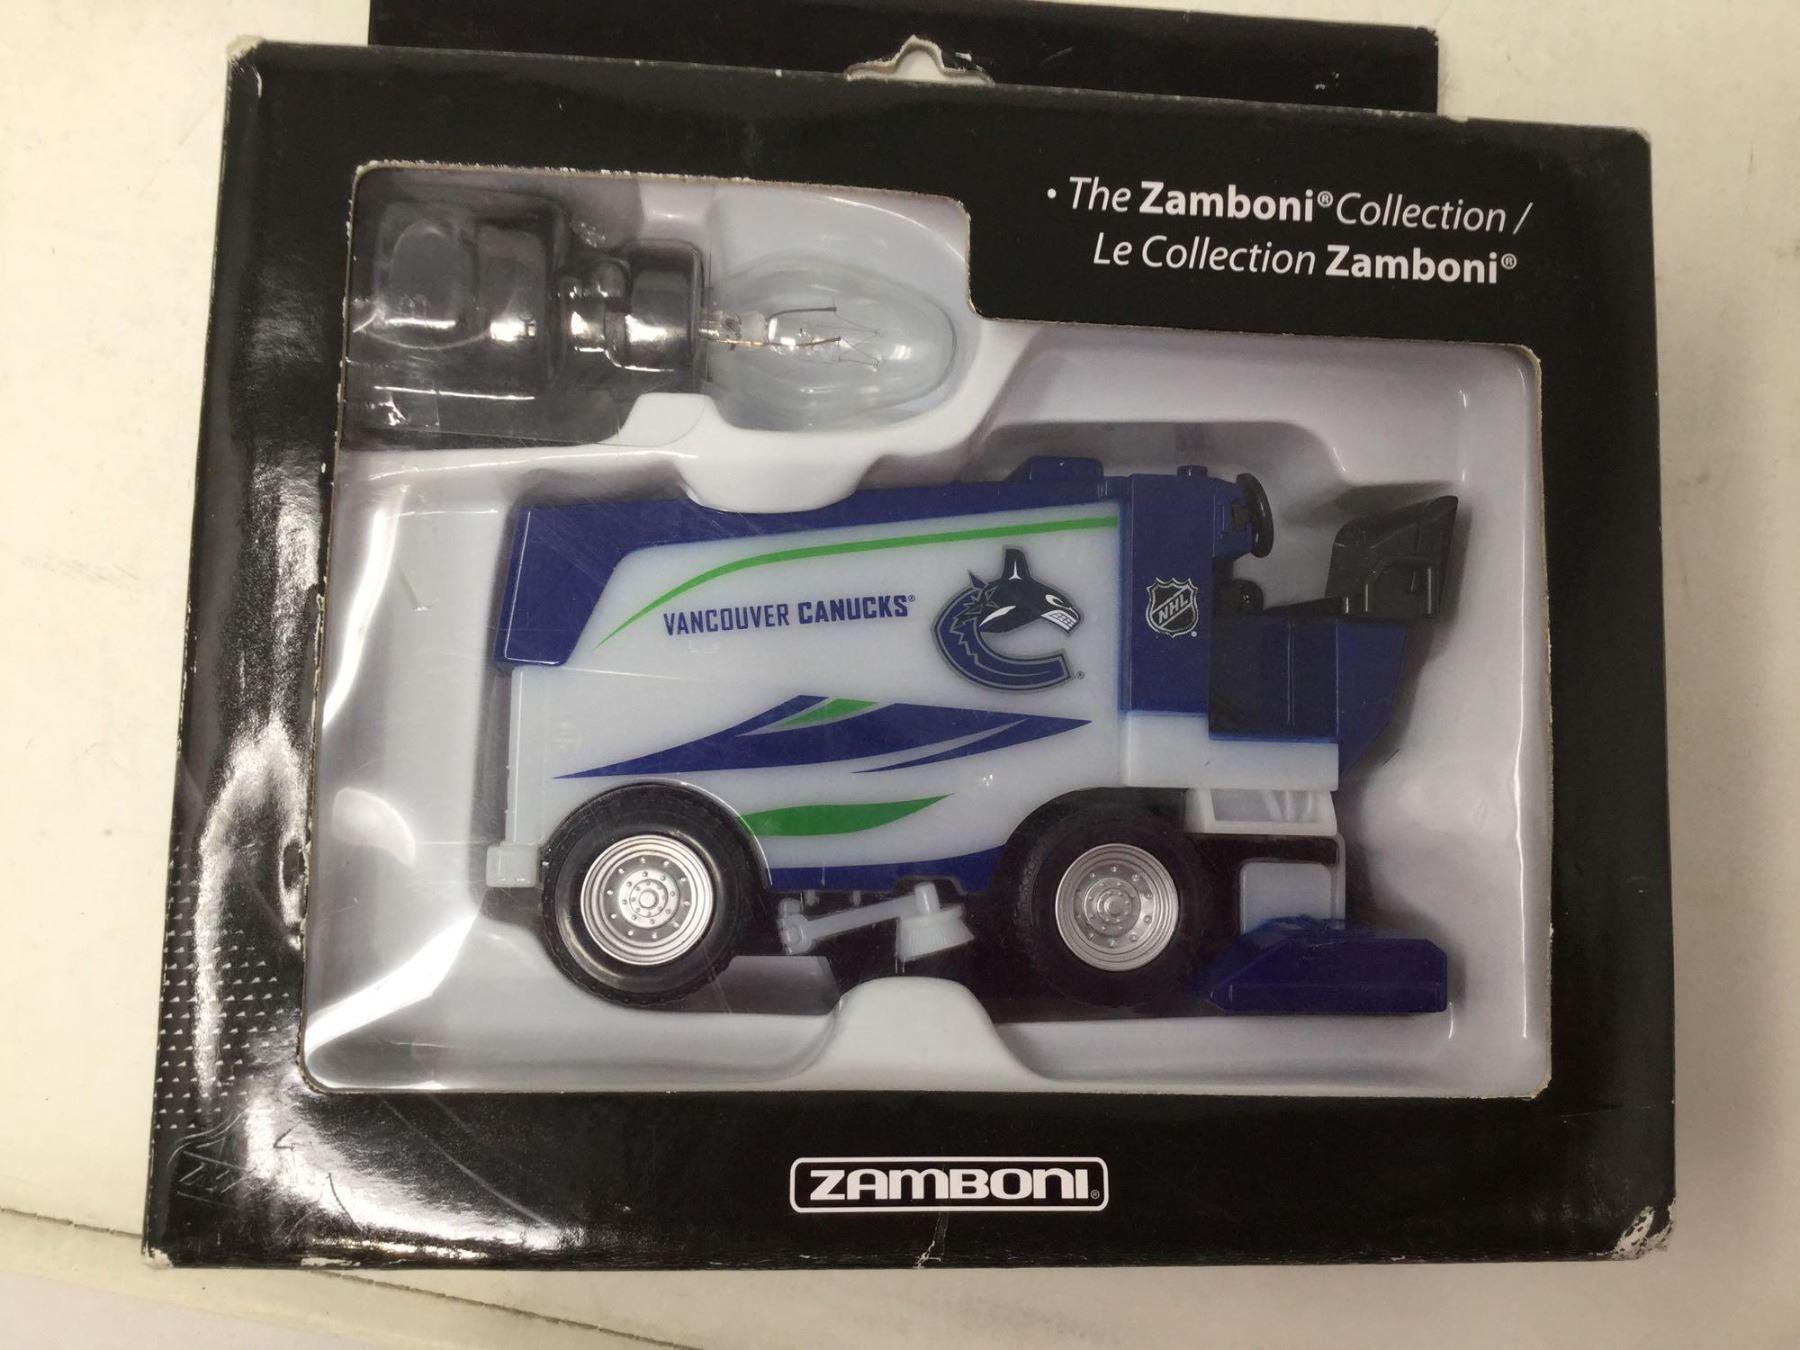 • The Zamboni® Collection /
Le Collection Zamboni®
VANCOUVER CANUCKS®
NHL
ZAMBONI®